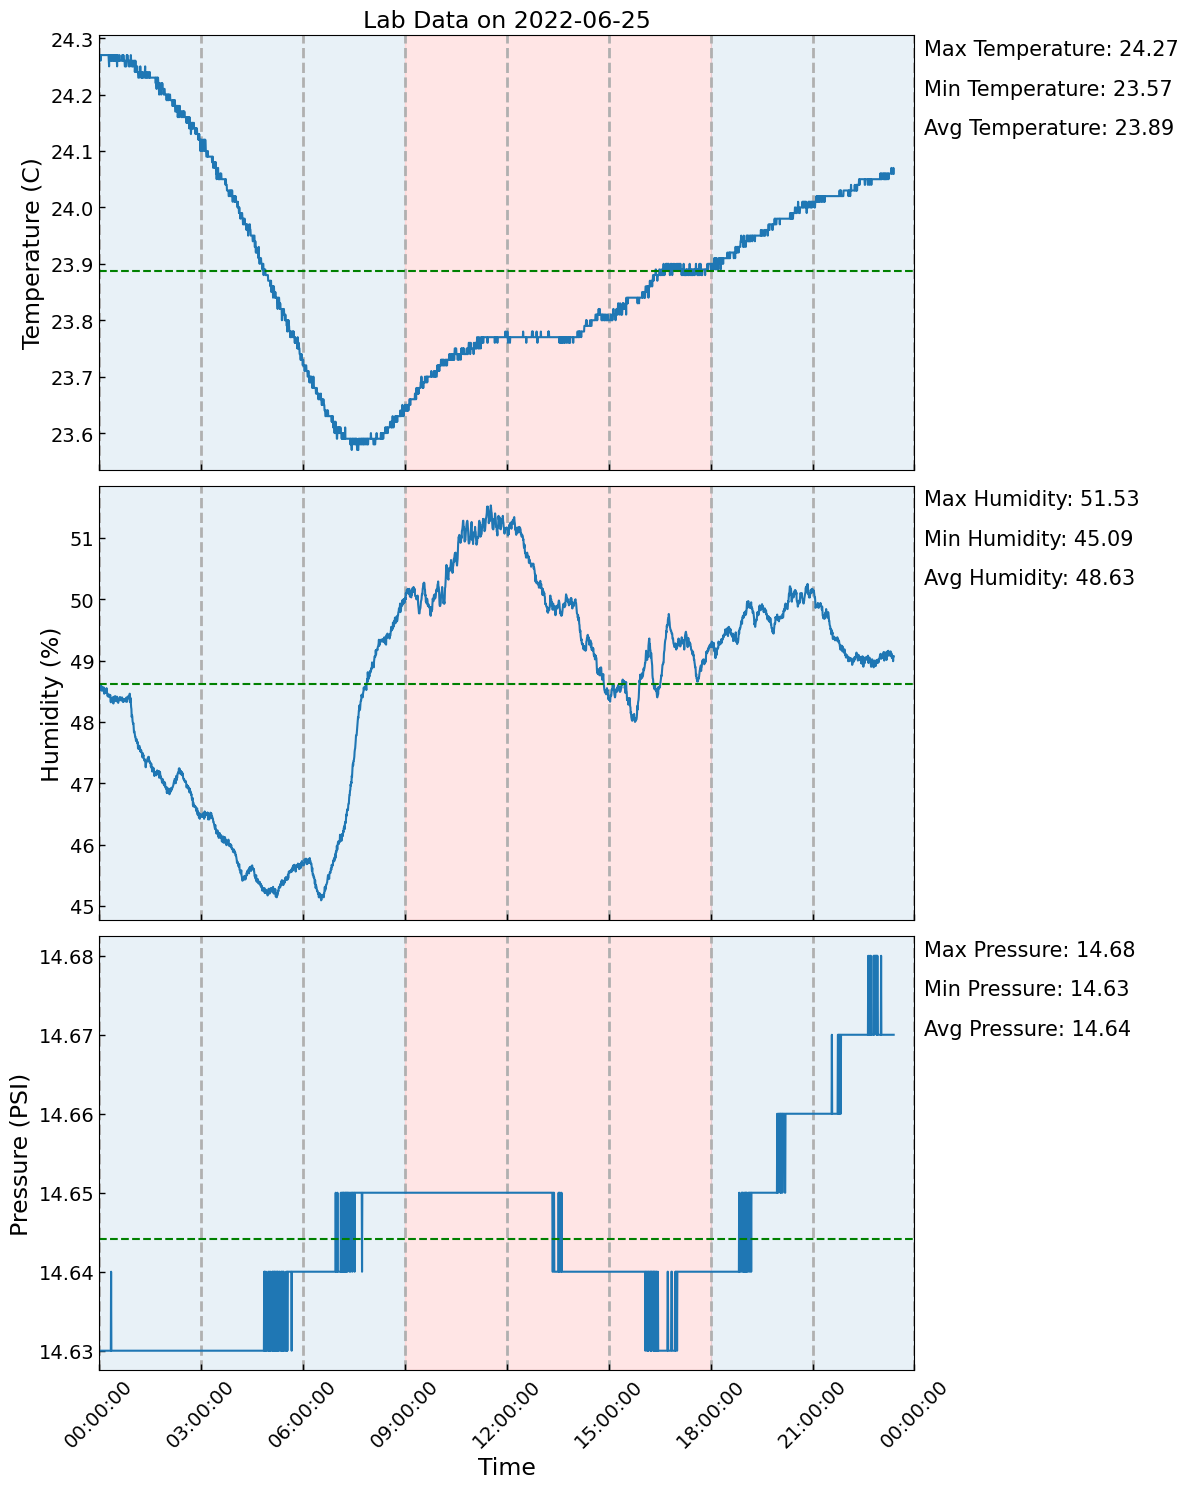 Lab Data on 2022-06-25
Temperature (C)
24.3
24.2
24.1
24.0
23.9
23.8
23.7
23.6
Max Temperature: 24.27
Min Temperature: 23.57
Avg Temperature: 23.89
Humidity (%)
51
50
49
48
47
46
45
Max Humidity: 51.53
Min Humidity: 45.09
Avg Humidity: 48.63
Pressure (PSI)
14.68
14.67
14.66
14.65
14.64
14.63
Max Pressure: 14.68
Min Pressure: 14.63
Avg Pressure: 14.64
00:00:00 03:00:00 06:00:00 09:00:00 12:00:00 15:00:00 18:00:00 21:00:00 00:00:00
Time